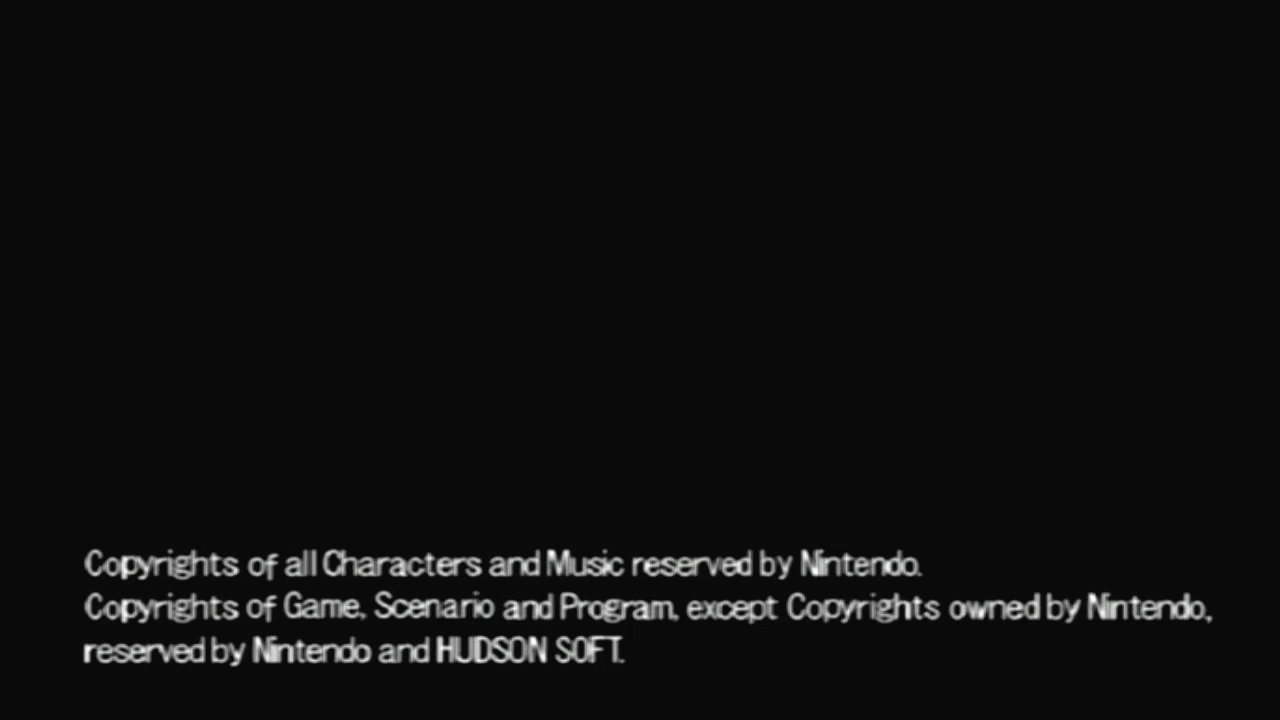 Copyrights of all Characters and Music reserved by Nintendo.
Copyrights of Game, Scenario and Program, except Copyrights owned by Nintendo,
reserved by Nintendo and HUDSON SOFT.